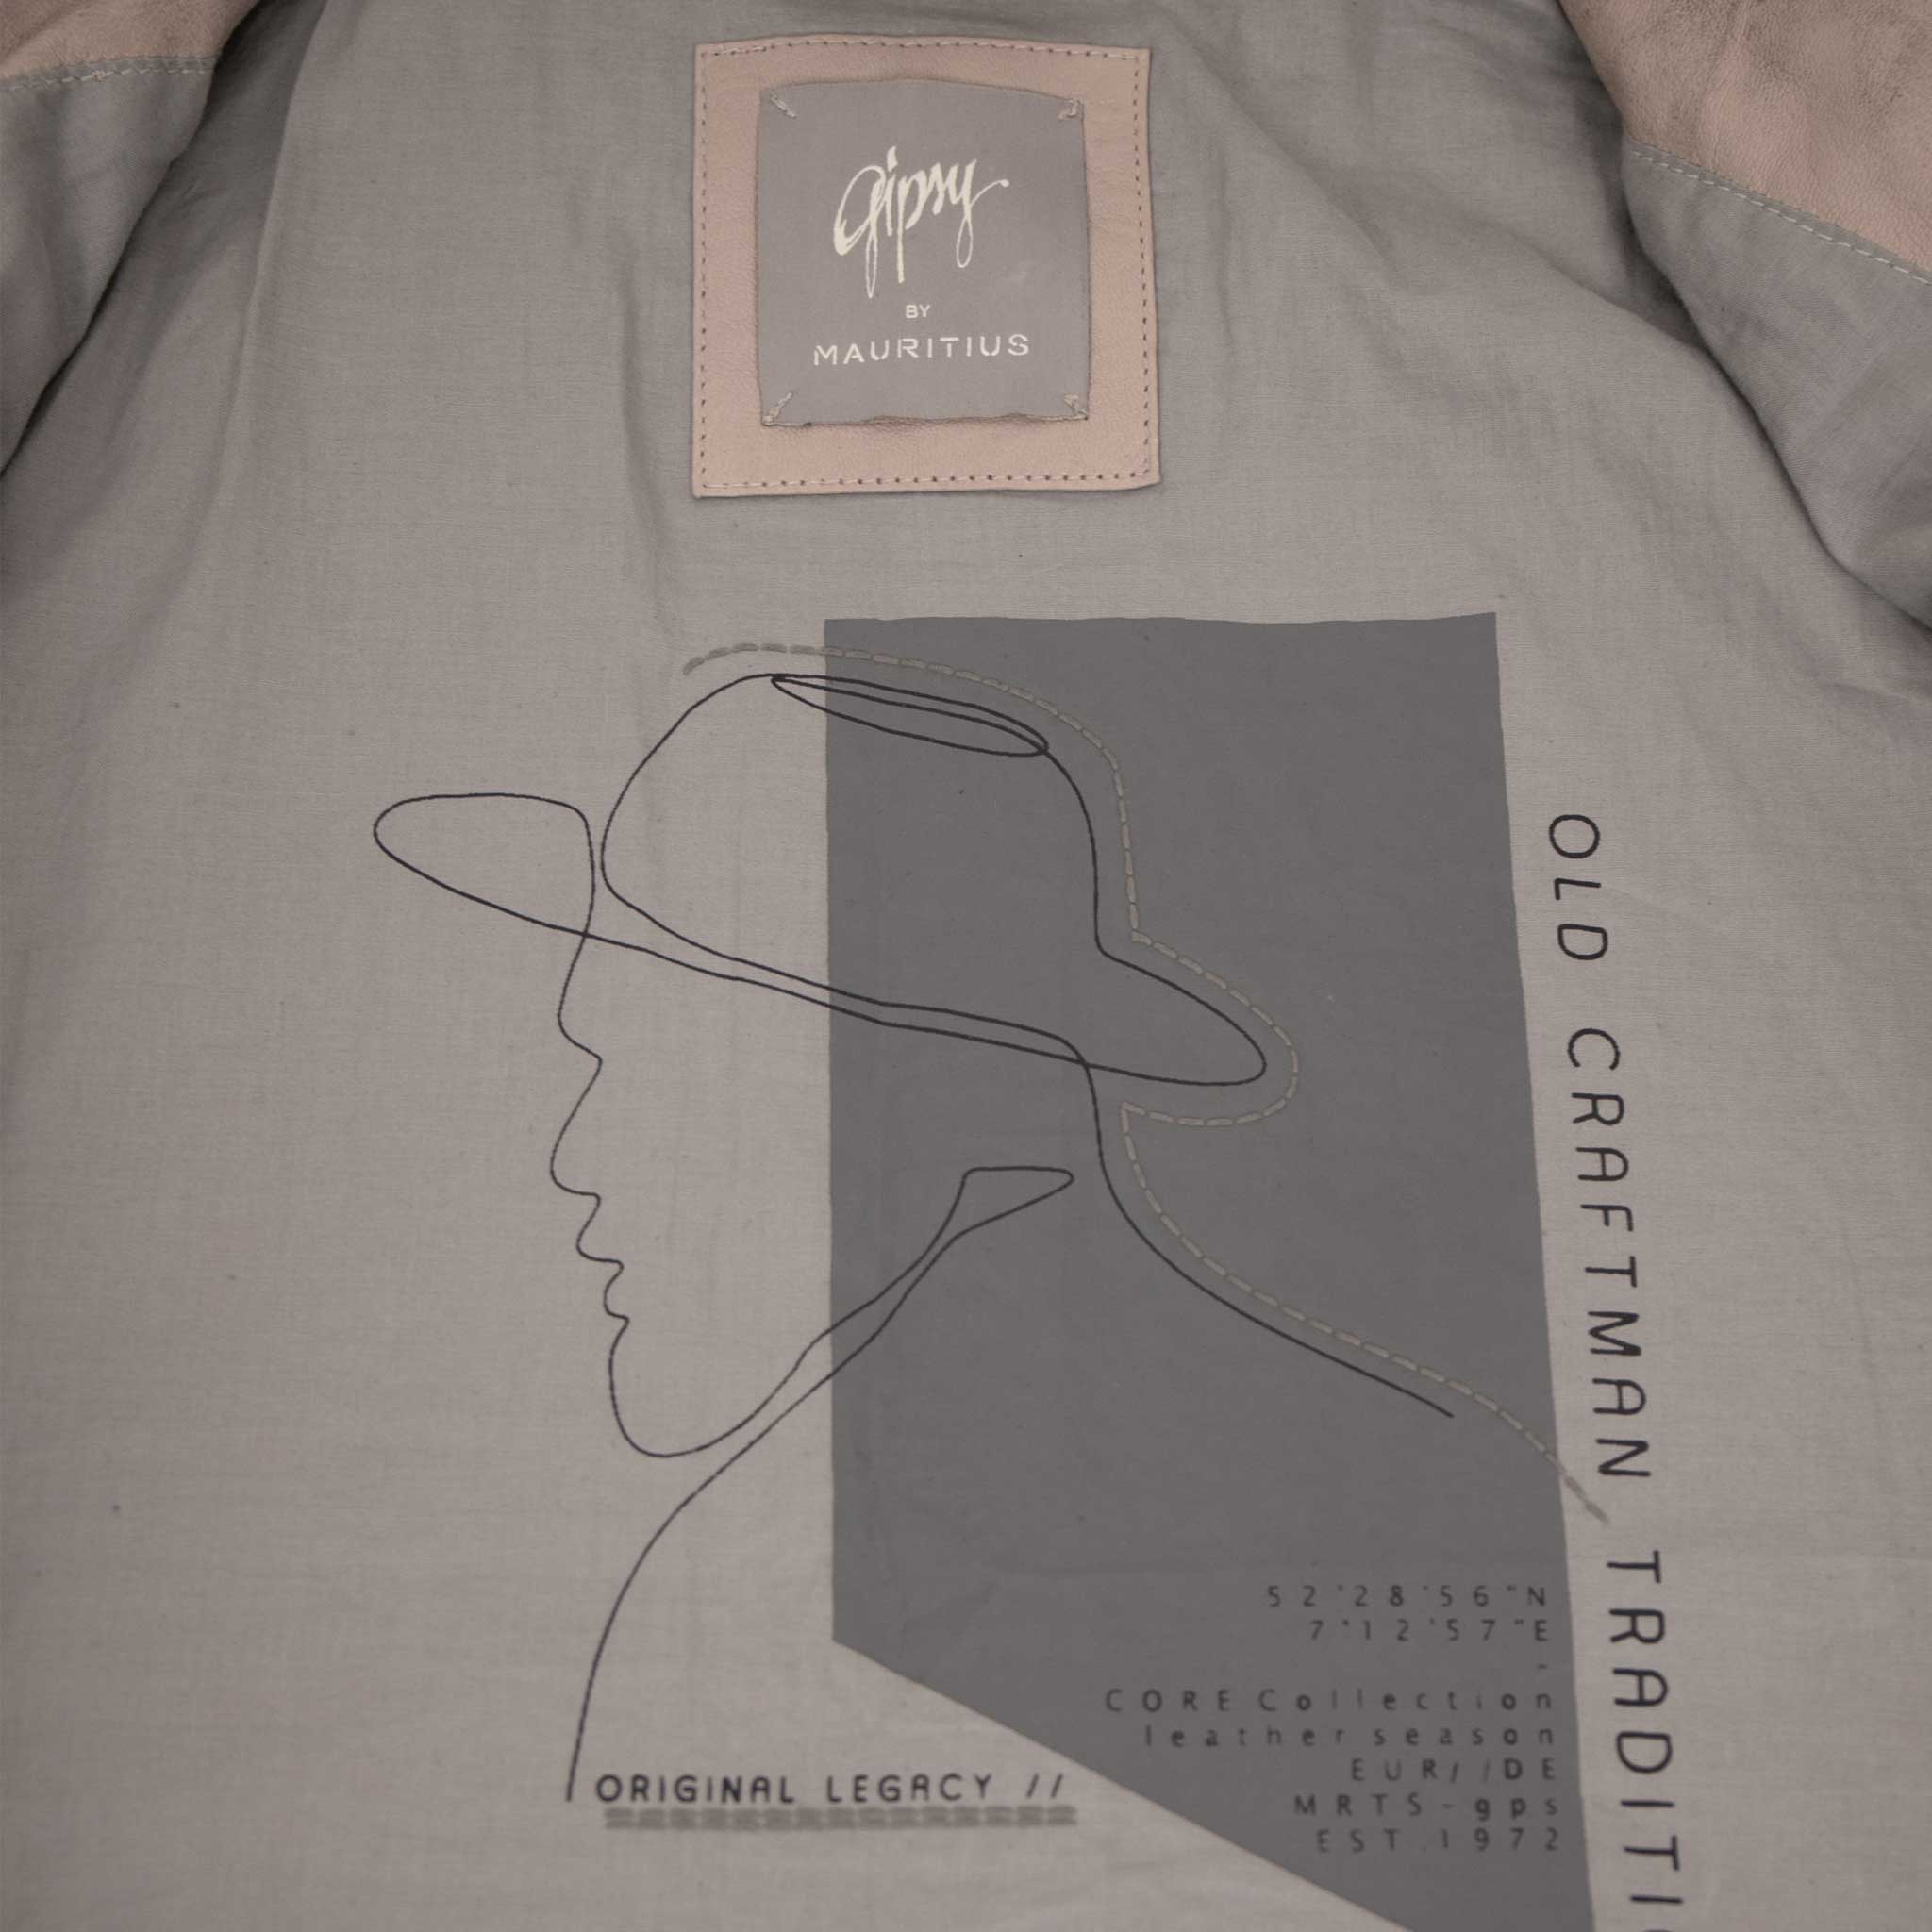 gipsy
BY
MAURITIUS
OLD CRAFTMAN TRADITI
52°28'56"N
7°12'57"E
-
CORE Collection
leather season
EUR//DE
MRTS-gps
EST.1972
ORIGINAL LEGACY //